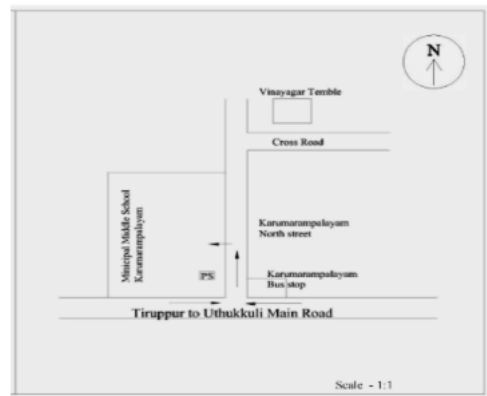 N
Vinayagar Temble
Cross Road
Minicipal Middle School
Karumarampalayam
Karumarampalayam
North street
PS
Karumarampalayam
Bus stop
Tiruppur to Uthukkuli Main Road
Scale - 1:1